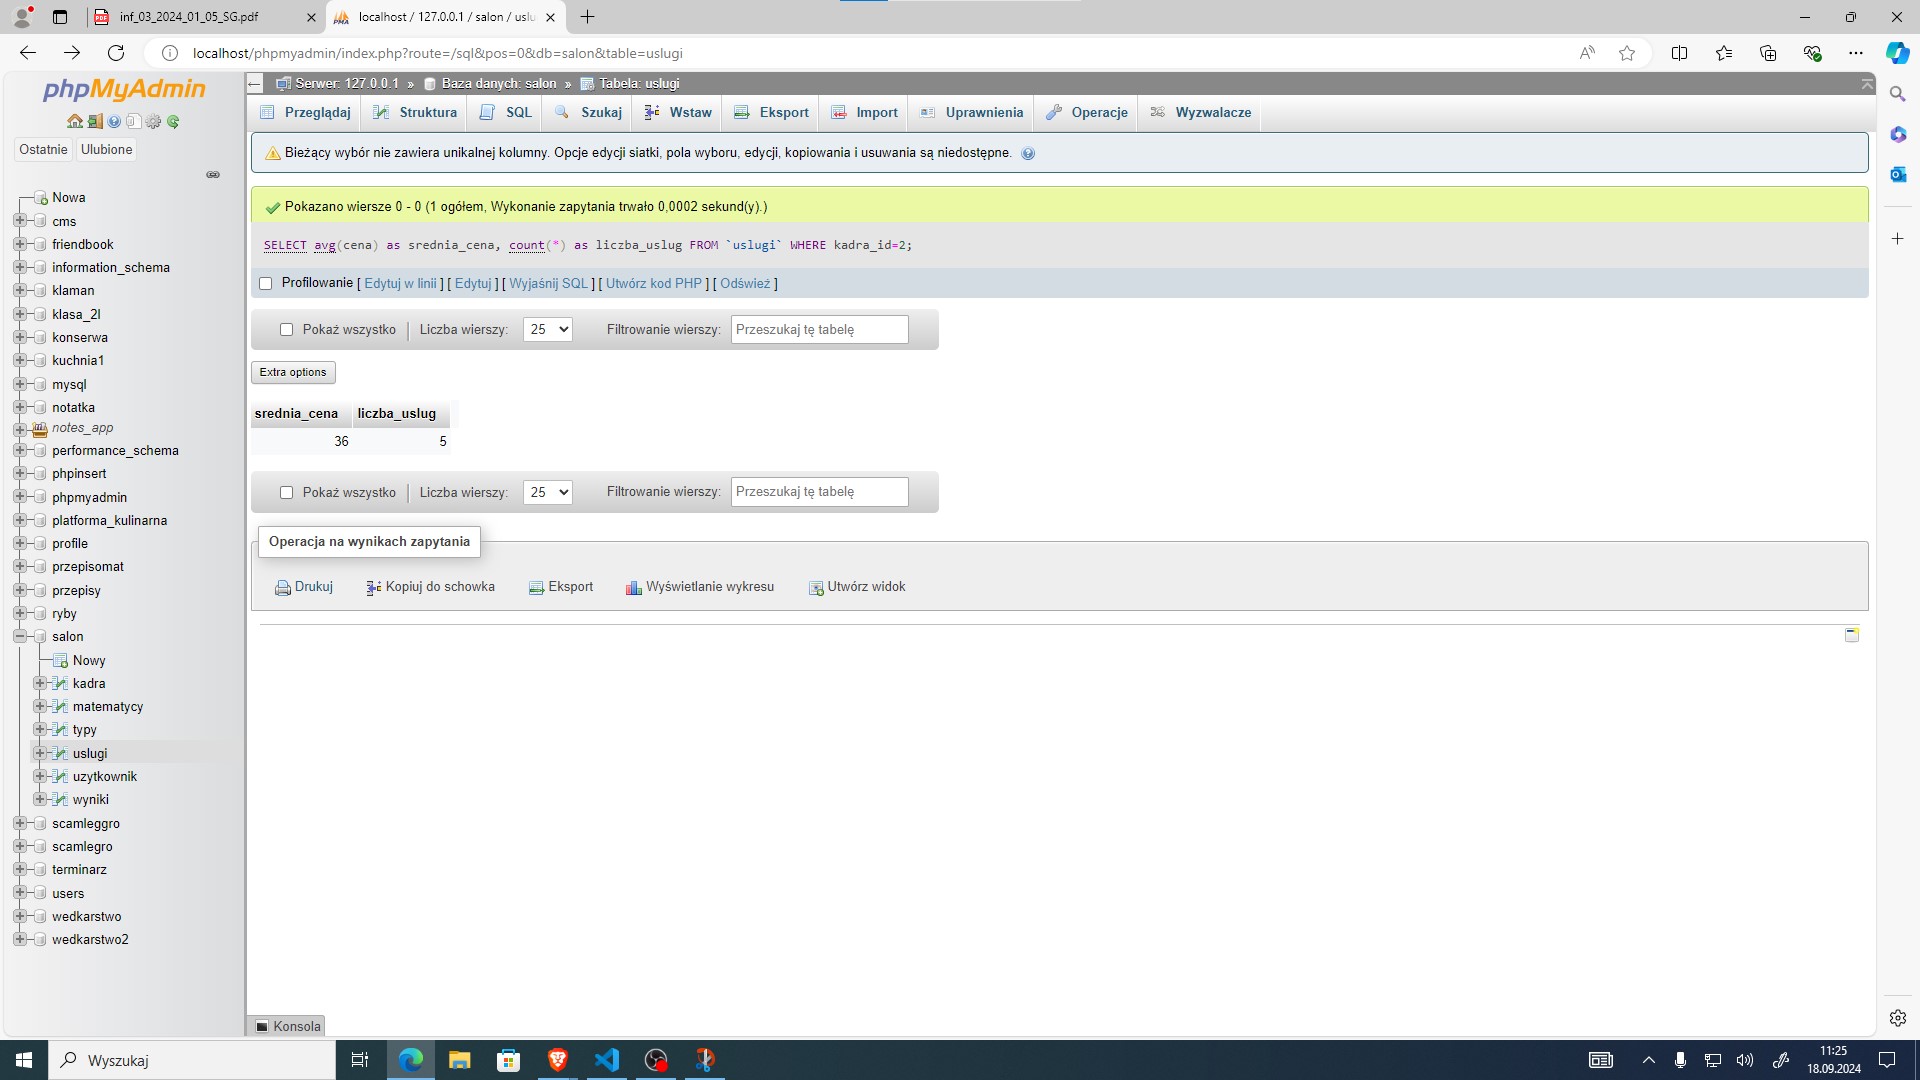 inf_03_2024_01_05_SG.pdf
localhost / 127.0.0.1 / salon / uslu
localhost/phpmyadmin/index.php?route=/sql&pos=0&db=salon&table=uslugi
phpMyAdmin
Ostatnie
Ulubione
Nowa
cms
friendbook
information_schema
klaman
klasa_2l
konserwa
kuchnia1
mysql
notatka
notes_app
performance_schema
phpinsert
phpmyadmin
platforma_kulinarna
profile
przepisomat
przepisy
ryby
salon
Nowy
kadra
matematycy
typy
uslugi
uzytkownik
wyniki
scamleggro
scamlegro
terminarz
users
wedkarstwo
wedkarstwo2
Serwer: 127.0.0.1 » Baza danych: salon » Tabela: uslugi
Przeglądaj
Struktura
SQL
Szukaj
Wstaw
Eksport
Import
Uprawnienia
Operacje
Wyzwalacze
Bieżący wybór nie zawiera unikalnej kolumny. Opcje edycji siatki, pola wyboru, edycji, kopiowania i usuwania są niedostępne.
Pokazano wiersze 0 - 0 (1 ogółem, Wykonanie zapytania trwało 0,0002 sekund(y).)
SELECT avg(cena) as srednia_cena, count(*) as liczba_uslug FROM `uslugi` WHERE kadra_id=2;
Profilowanie [ Edytuj w linii ] [ Edytuj ] [ Wyjaśnij SQL ] [ Utwórz kod PHP ] [ Odśwież ]
Pokaż wszystko | Liczba wierszy: 25 Filtrowanie wierszy: Przeszukaj tę tabelę
Extra options
srednia_cena liczba_uslug
36 5
Pokaż wszystko | Liczba wierszy: 25 Filtrowanie wierszy: Przeszukaj tę tabelę
Operacja na wynikach zapytania
Drukuj
Kopiuj do schowka
Eksport
Wyświetlanie wykresu
Utwórz widok
Konsola
Wyszukaj
11:25
18.09.2024